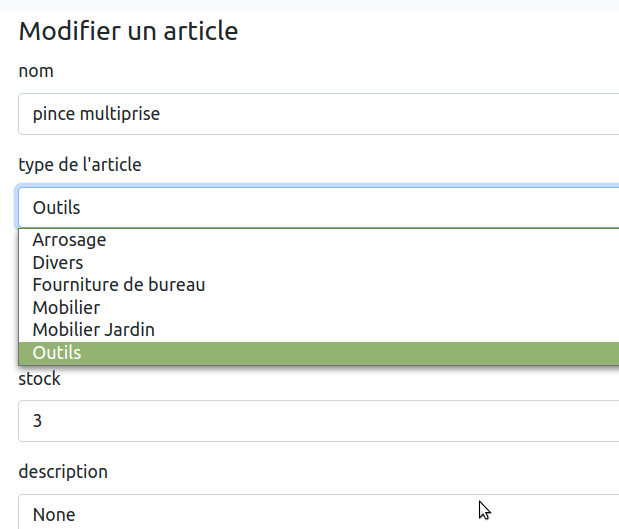 Modifier un article
nom
pince multiprise
type de l'article
Outils
Arrosage
Divers
Fourniture de bureau
Mobilier
Mobilier Jardin
Outils
stock
3
description
None